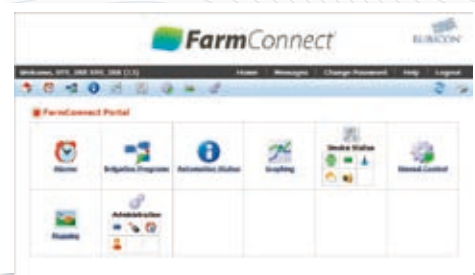 FarmConnect
RUBICON
Home Messages Change Password Help Logout
FarmConnect Portal
Alarms Irrigation Programs Automation Status Graphing Device Status Manual Control
Mapping Administration